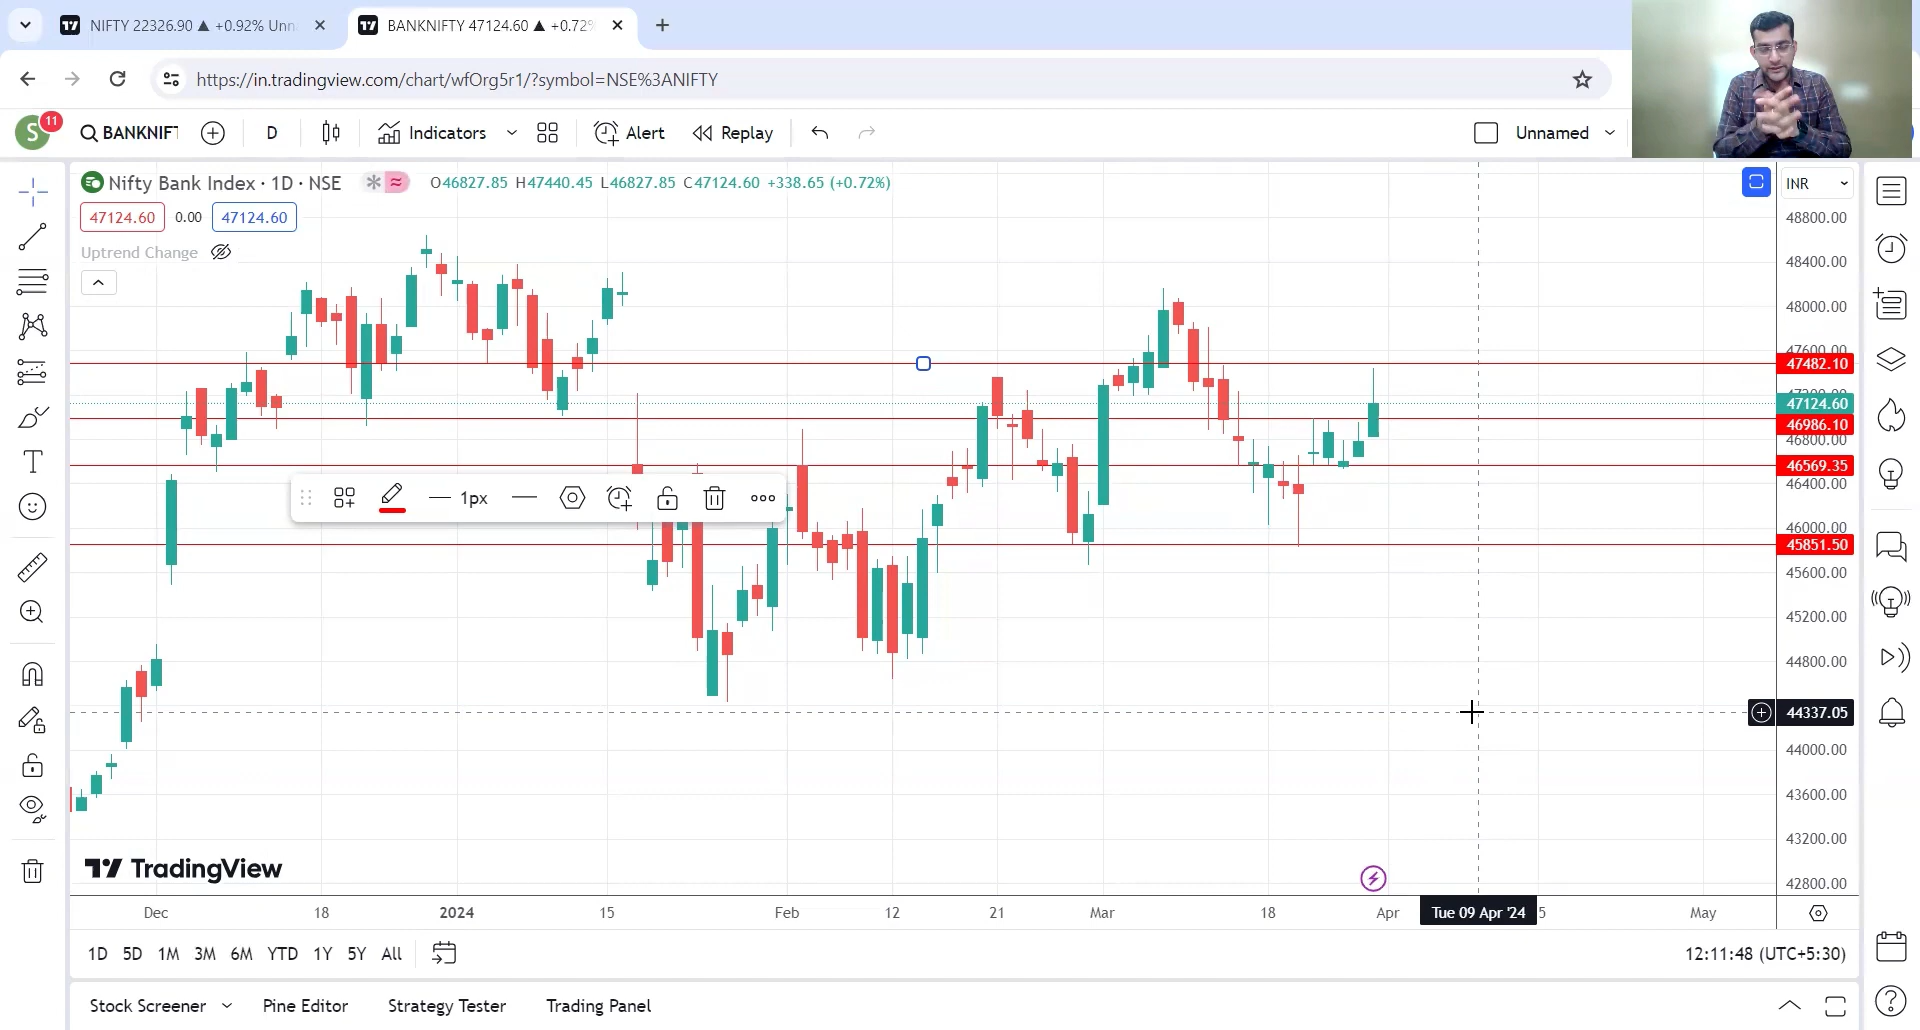 NIFTY 22326.90 ▲ +0.92% Unn
BANKNIFTY 47124.60 ▲ +0.72%
https://in.tradingview.com/chart/wfOrg5r1/?symbol=NSE%3ANIFTY
S
11
BANKNIFT
D
Indicators
Alert
Replay
Unnamed
Nifty Bank Index · 1D · NSE
O46827.85 H47440.45 L46827.85 C47124.60 +338.65 (+0.72%)
INR
47124.60 0.00 47124.60
Uptrend Change
48800.00
48400.00
48000.00
47600.00
47482.10
47124.60
46986.10
46800.00
46569.35
46400.00
46000.00
45851.50
45600.00
45200.00
44800.00
44337.05
44000.00
43600.00
43200.00
42800.00
1px
TradingView
Dec 18 2024 15 Feb 12 21 Mar 18 Apr Tue 09 Apr '24 5 May
1D 5D 1M 3M 6M YTD 1Y 5Y All
12:11:48 (UTC+5:30)
Stock Screener Pine Editor Strategy Tester Trading Panel